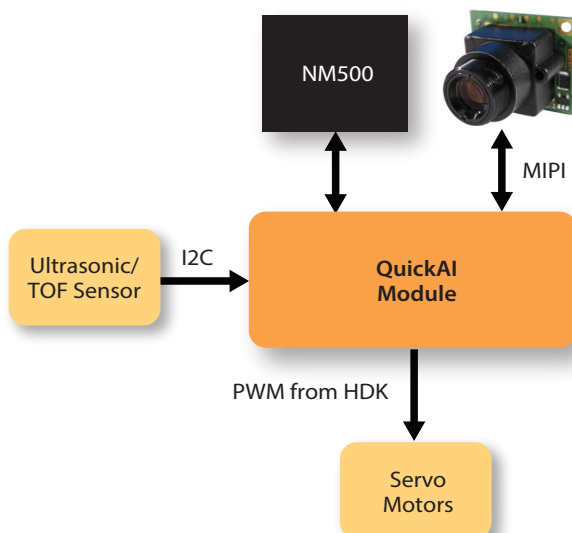 NM500
MIPI
I2C
Ultrasonic/
TOF Sensor
QuickAI
Module
PWM from HDK
Servo
Motors